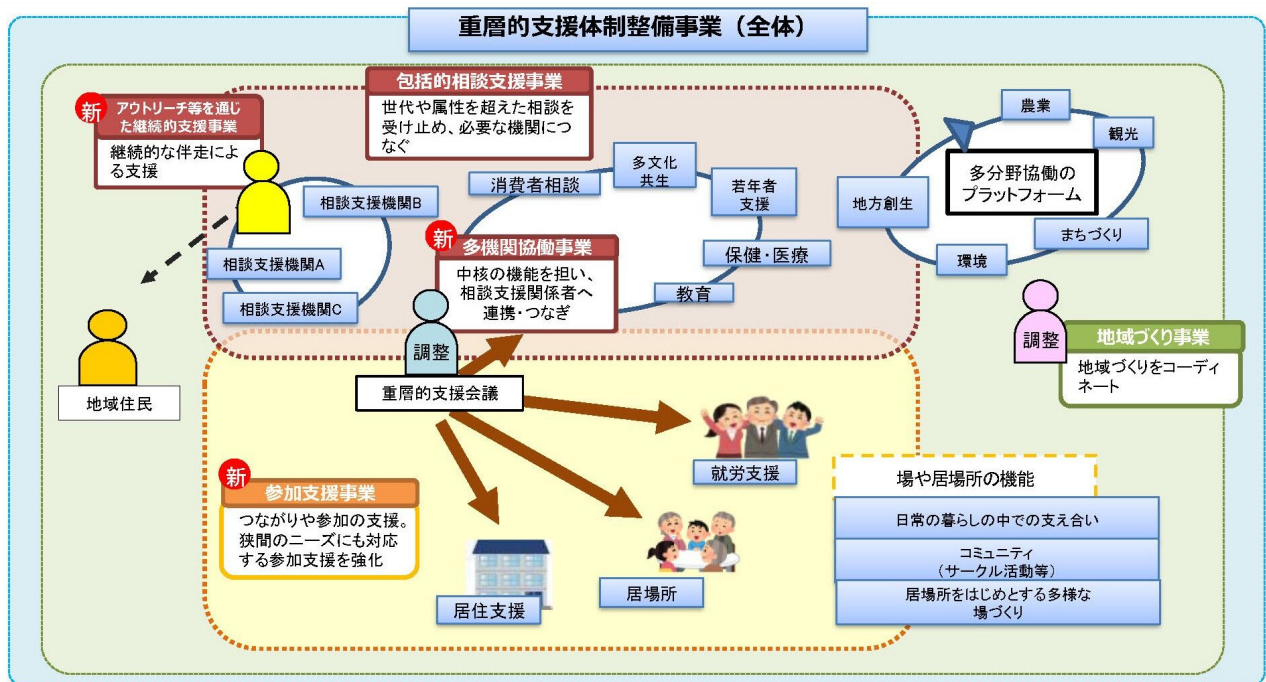 重層的支援体制整備事業（全体）
新
アウトリーチ等を通じ
た継続的支援事業
継続的な伴走によ
る支援
包括的相談支援事業
世代や属性を超えた相談を
受け止め、必要な機関につ
なぐ
相談支援機関B
相談支援機関A
相談支援機関C
消費者相談
多文化
共生
若年者
支援
保健・医療
教育
新
多機関協働事業
中核の機能を担い、
相談支援関係者へ
連携・つなぎ
調整
重層的支援会議
農業
観光
地方創生
多分野協働の
プラットフォーム
まちづくり
環境
調整
地域づくり事業
地域づくりをコーディ
ネート
地域住民
新
参加支援事業
つながりや参加の支援。
狭間のニーズにも対応
する参加支援を強化
就労支援
居場所
居住支援
場や居場所の機能
日常の暮らしの中での支え合い
コミュニティ
（サークル活動等）
居場所をはじめとする多様な
場づくり